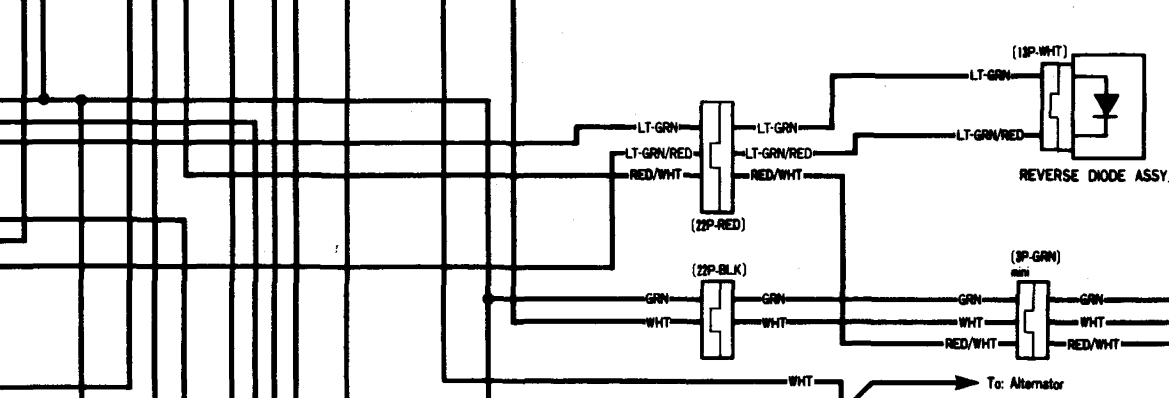 (13P-WHT)
LT-GRN
LT-GRN LT-GRN
LT-GRN/RED
LT-GRN/RED LT-GRN/RED
RED/WHT RED/WHT
REVERSE DIODE ASSY.
(22P-RED)
(22P-BLK) (3P-GRN)
mini
GRN GRN GRN GRN
WHT WHT WHT WHT
RED/WHT RED/WHT
WHT
To: Alternator